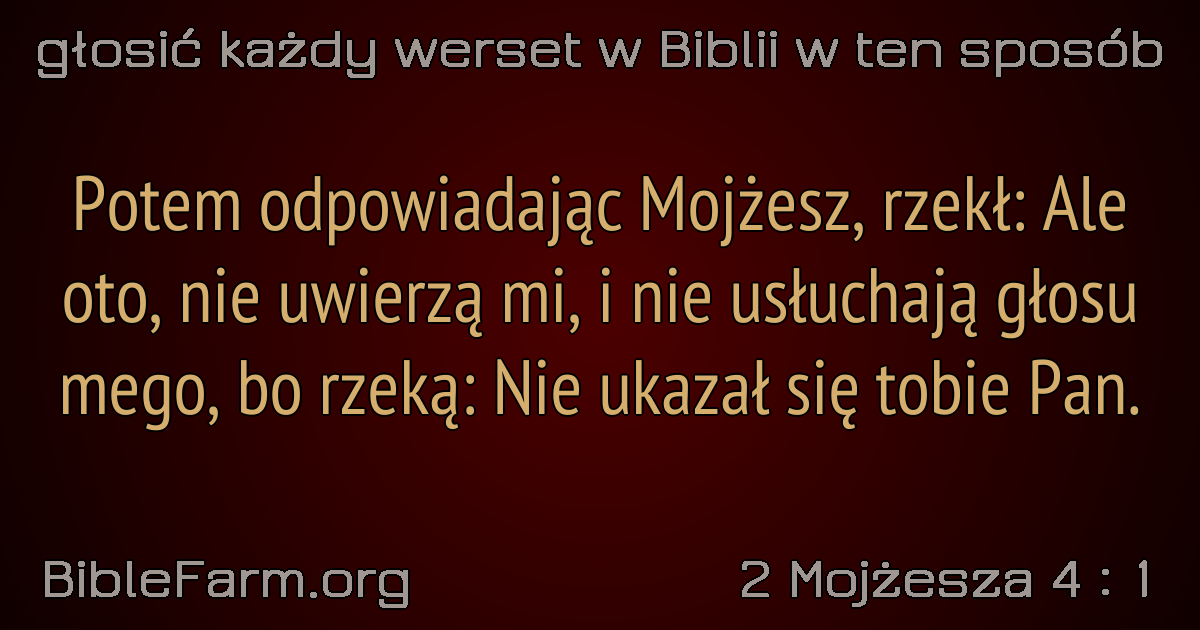 głosić każdy werset w Biblii w ten sposób
Potem odpowiadając Mojżesz, rzekł: Ale
oto, nie uwierzą mi, i nie usłuchają głosu
mego, bo rzeką: Nie ukazał się tobie Pan.
BibleFarm.org
2 Mojżesza 4 : 1